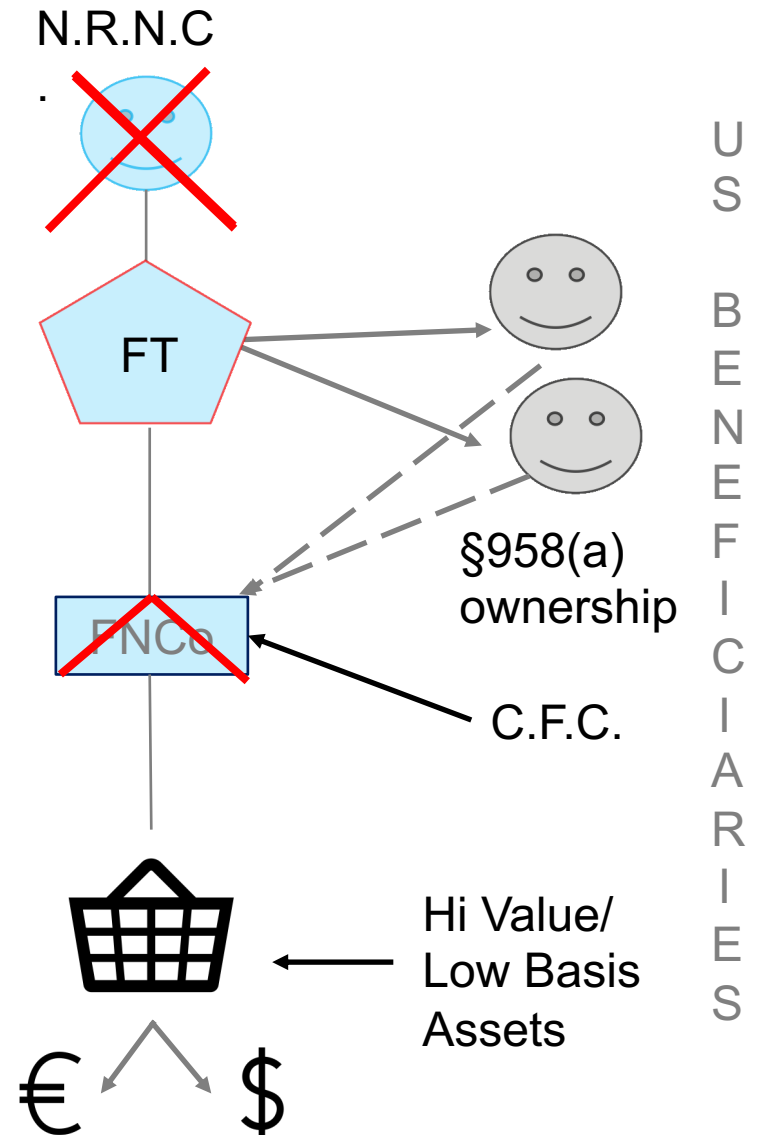 N.R.N.C
.
FT
FNCo
§958(a)
ownership
C.F.C.
Hi Value/
Low Basis
Assets
€
$
U
S
B
E
N
E
F
I
C
I
A
R
I
E
S